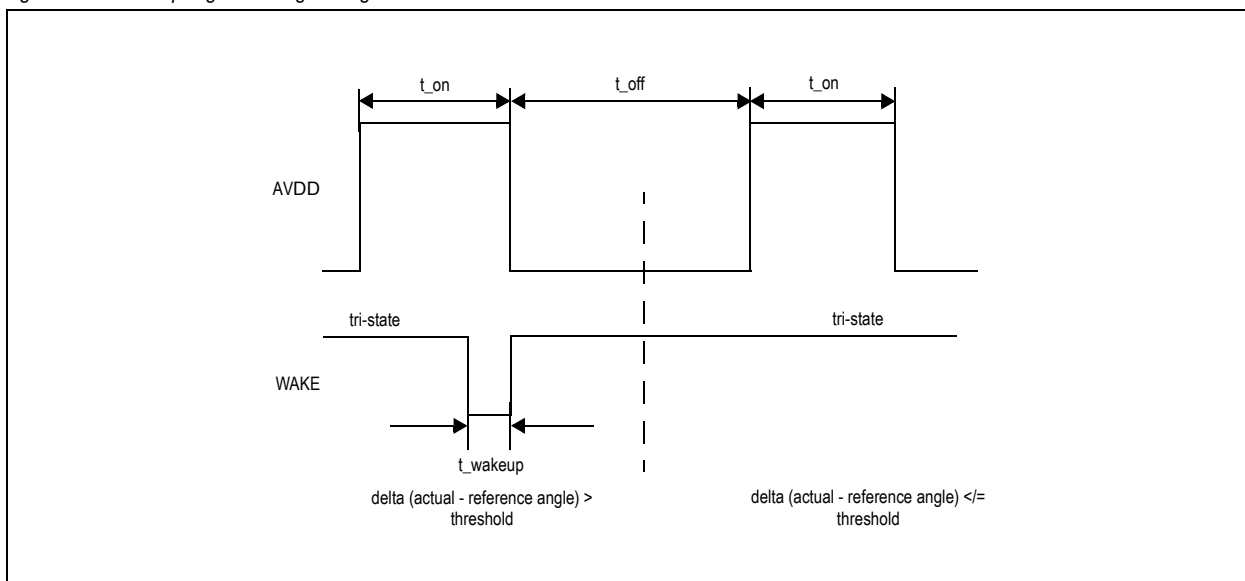 t_on
t_off
t_on
AVDD
tri-state
tri-state
WAKE
t_wakeup
delta (actual - reference angle) >
threshold
delta (actual - reference angle) </=
threshold